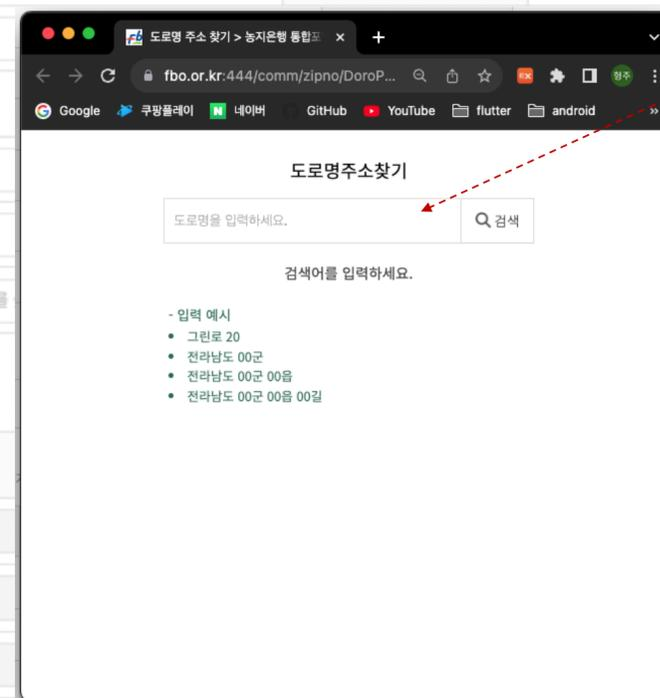 도로명 주소 찾기 > 농지은행 통합포
fbo.or.kr:444/comm/zipno/DoroP...
형주
Google 쿠팡플레이 네이버 GitHub YouTube flutter android
도로명주소찾기
도로명을 입력하세요. 검색
검색어를 입력하세요.
- 입력 예시
• 그린로 20
• 전라남도 00군
• 전라남도 00군 00읍
• 전라남도 00군 00읍 00길